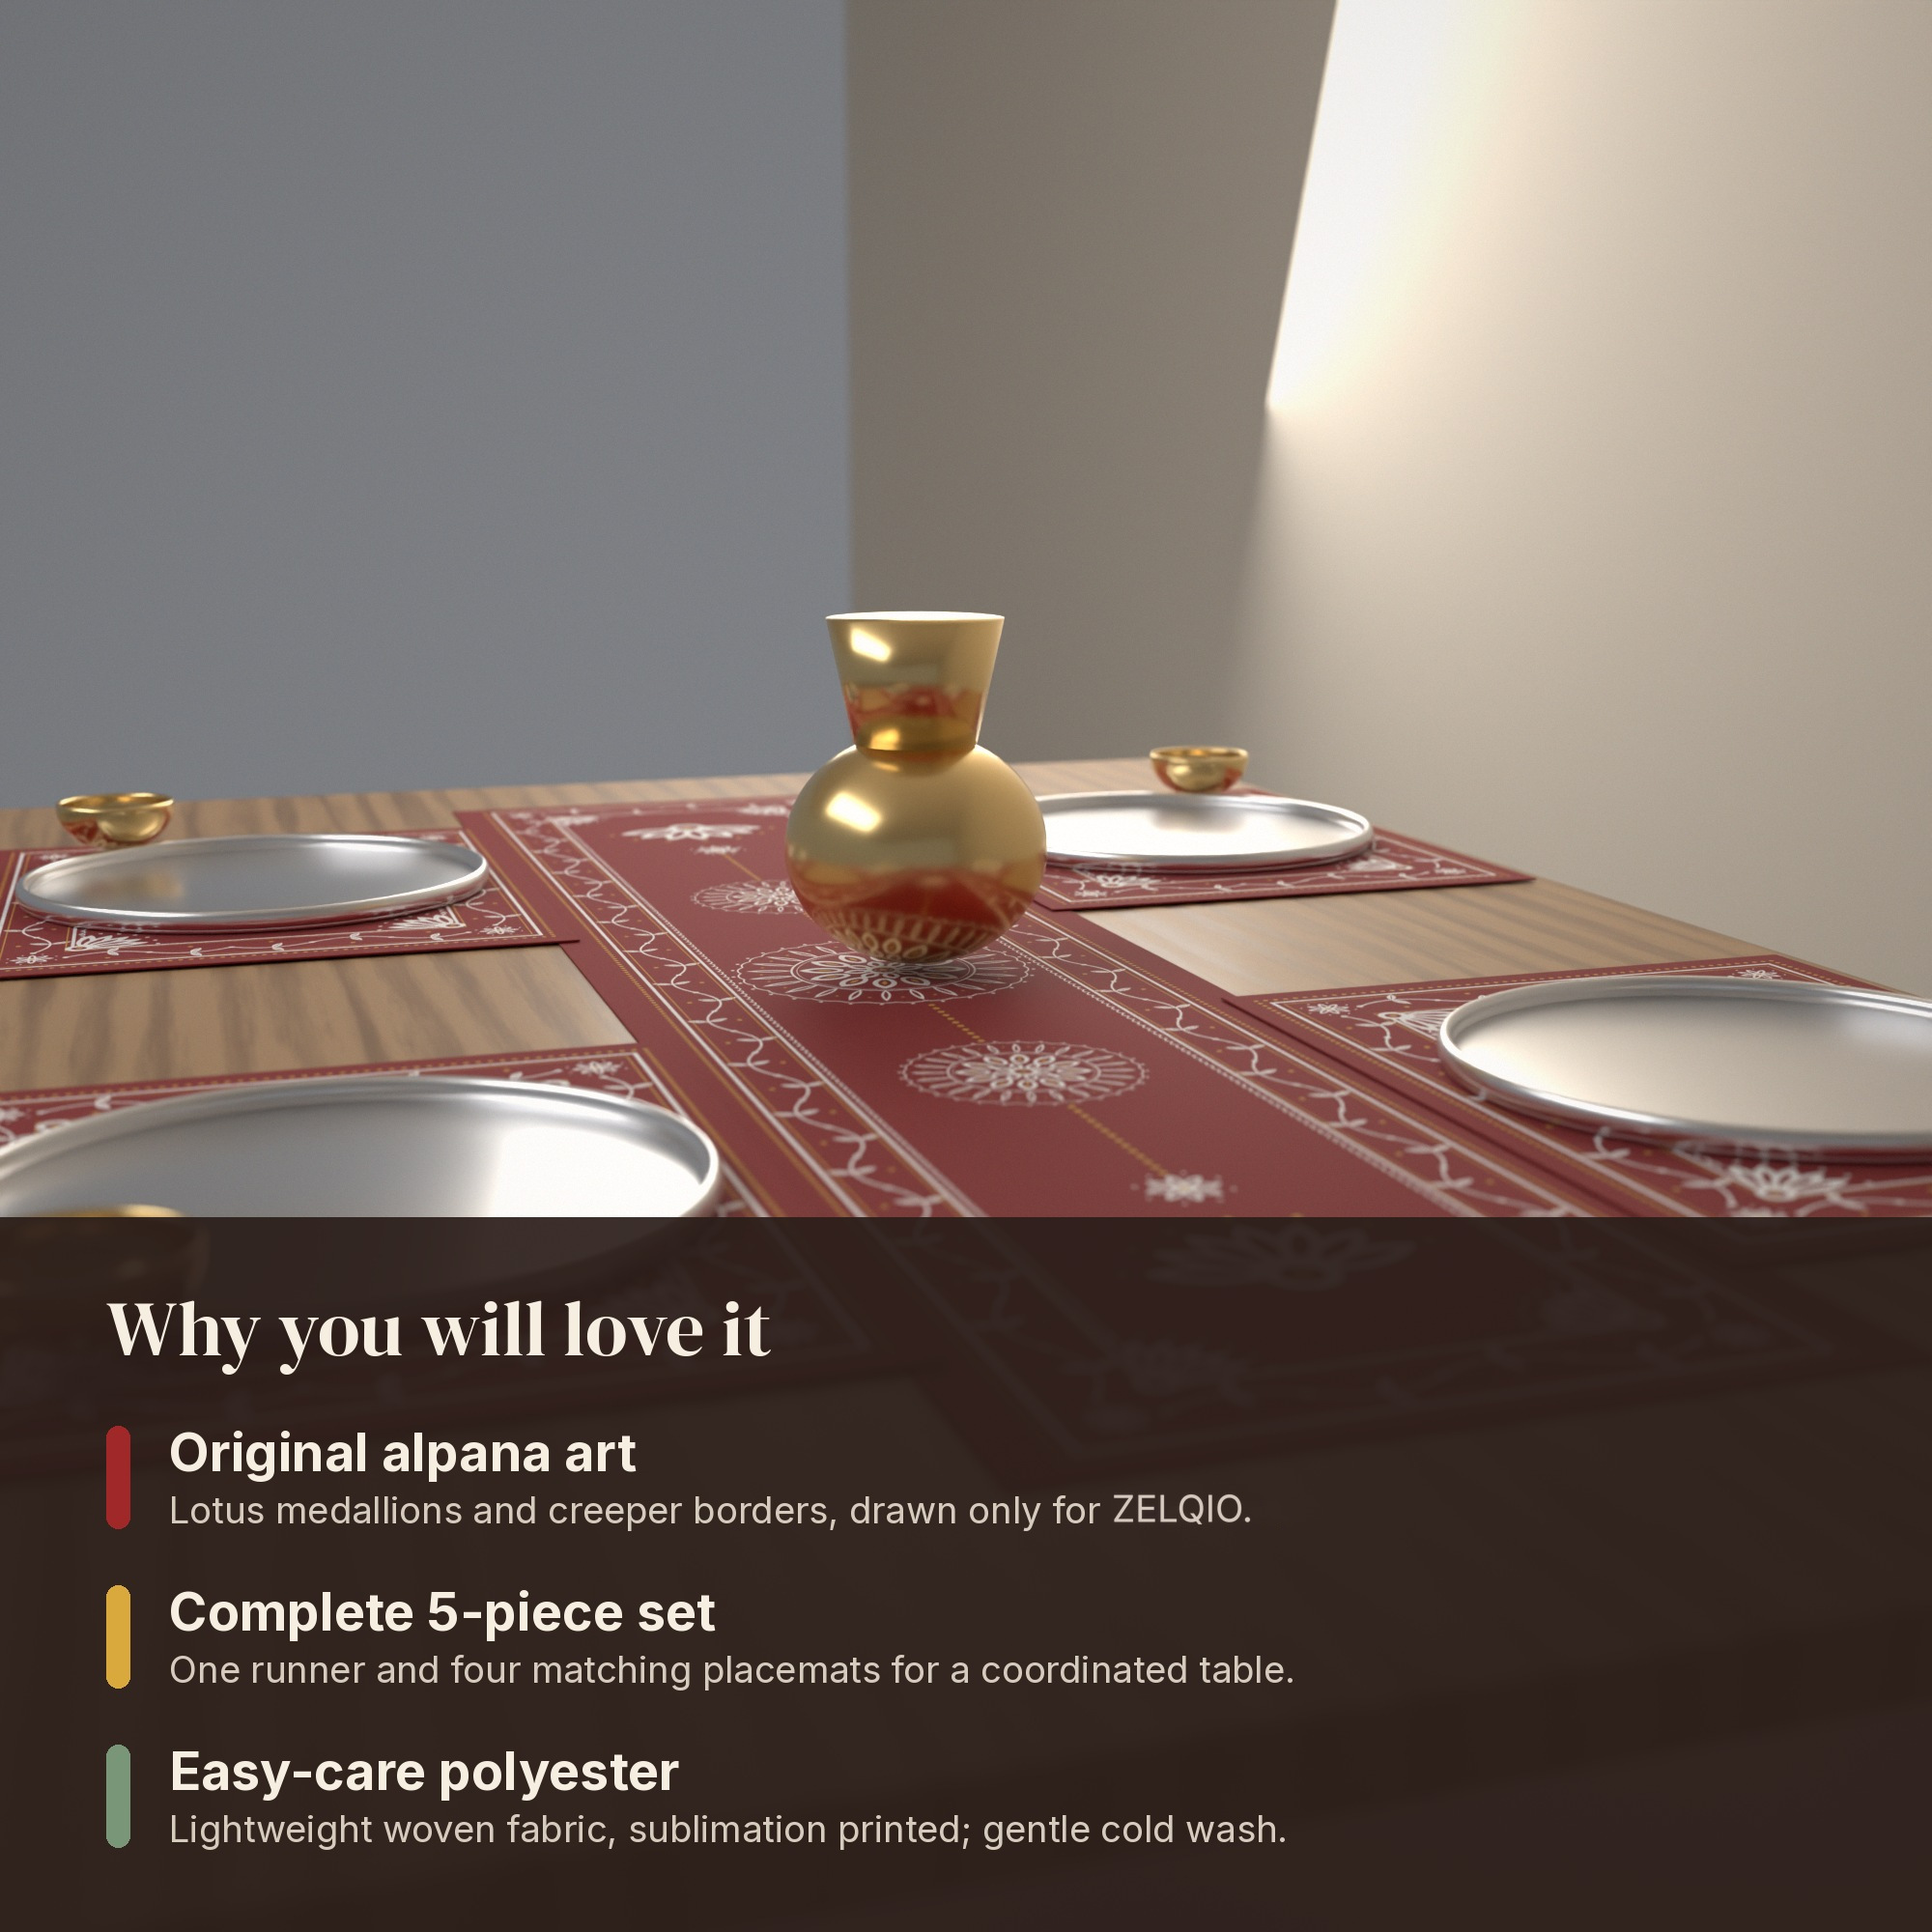 Why you will love it
Original alpana art
Lotus medallions and creeper borders, drawn only for ZELQIO.
Complete 5-piece set
One runner and four matching placemats for a coordinated table.
Easy-care polyester
Lightweight woven fabric, sublimation printed; gentle cold wash.